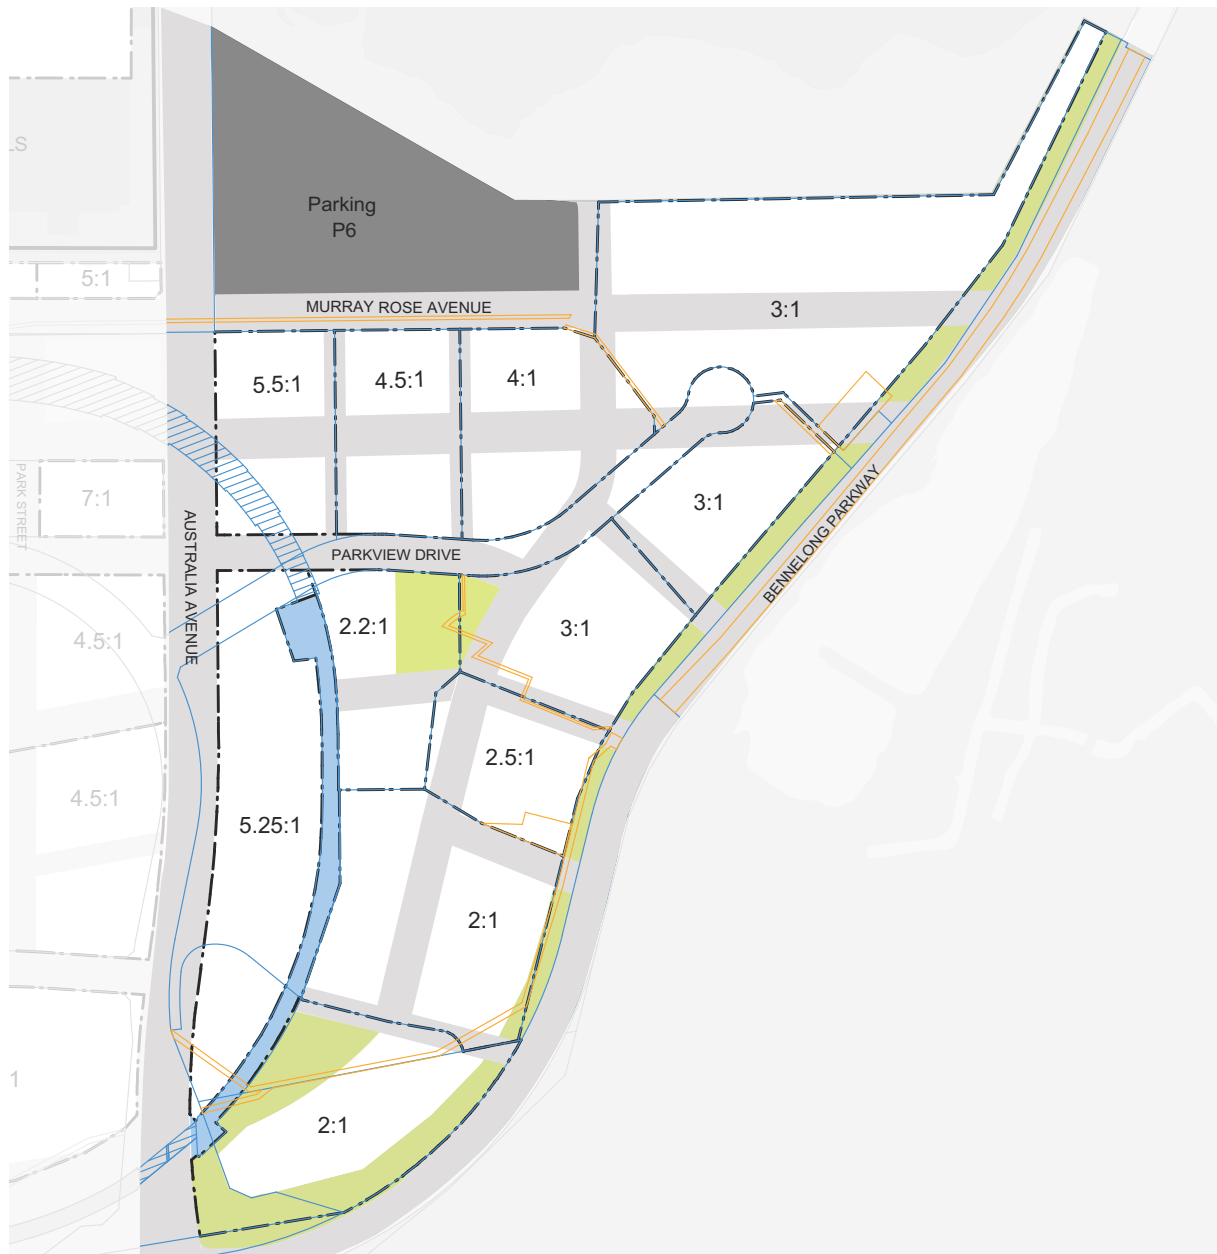 LS
Parking
P6
5:1
MURRAY ROSE AVENUE
3:1
5.5:1
4.5:1
4:1
PARK STREET
7:1
3:1
AUSTRALIA AVENUE
PARKVIEW DRIVE
BENNELONG PARKWAY
2.2:1
3:1
4.5:1
2.5:1
4.5:1
5.25:1
2:1
1
2:1